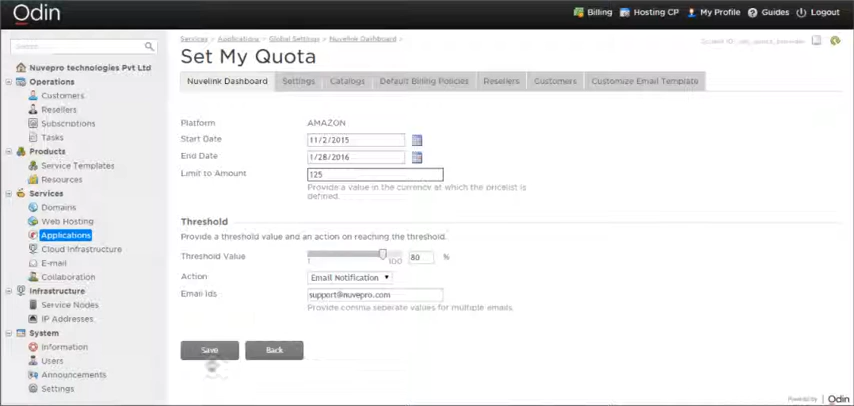 Odin
Billing Hosting CP My Profile Guides Logout
Search
Services > Applications > Global Settings > Nuvelink Dashboard >
Set My Quota
Nuvepro technologies Pvt Ltd
Operations
Customers
Resellers
Subscriptions
Tasks
Products
Service Templates
Resources
Services
Domains
Web Hosting
Applications
Cloud Infrastructure
E-mail
Collaboration
Infrastructure
Service Nodes
IP Addresses
System
Information
Users
Announcements
Settings
Nuvelink Dashboard Settings Catalogs Default Billing Policies Resellers Customers Customize Email Template
Platform AMAZON
Start Date 11/2/2015
End Date 1/28/2016
Limit to Amount 125
Provide a value in the currency at which the pricelist is
defined.
Threshold
Provide a threshold value and an action on reaching the threshold.
Threshold Value 1 100 80 %
Action Email Notification
Email Ids support@nuvepro.com
Provide comma seperate values for multiple emails.
Save Back
Powered by Odin